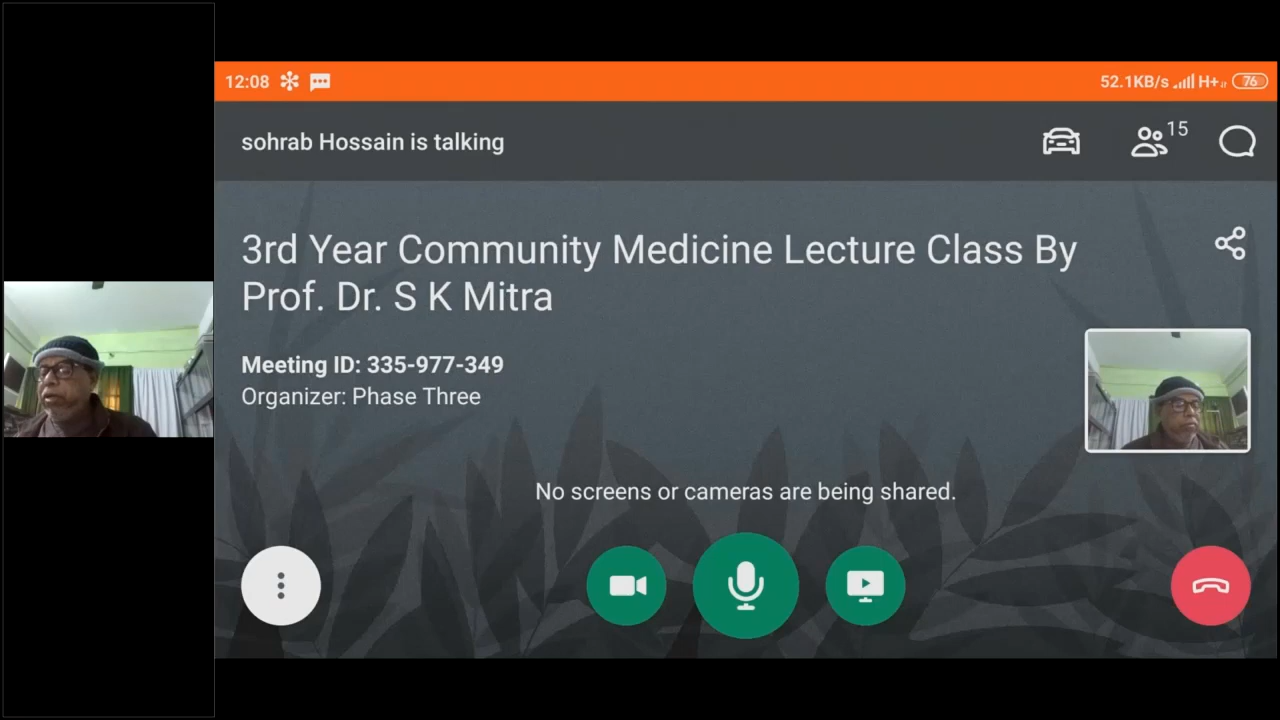 12:08
52.1KB/s H+ 76
sohrab Hossain is talking
15
3rd Year Community Medicine Lecture Class By
Prof. Dr. S K Mitra
Meeting ID: 335-977-349
Organizer: Phase Three
No screens or cameras are being shared.